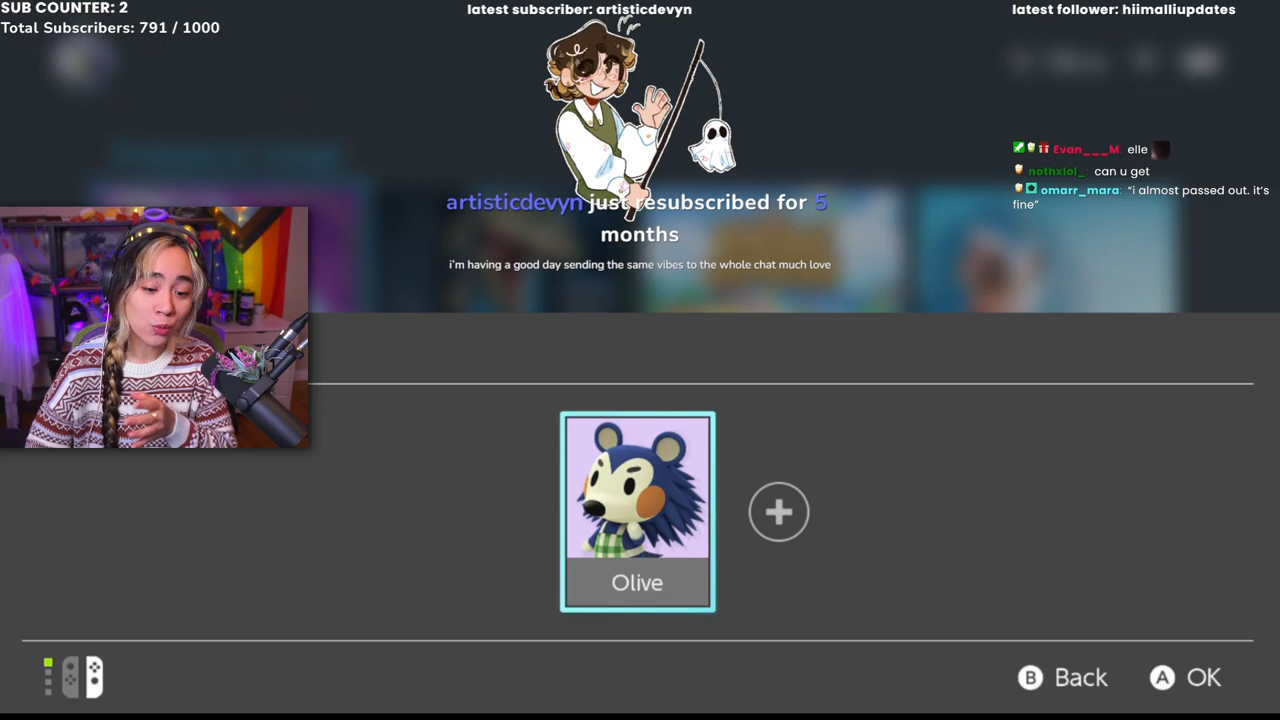 SUB COUNTER: 2
Total Subscribers: 791 / 1000
latest subscriber: artisticdevyn
latest follower: hiimalliupdates
Evan___M: elle
nothxlol_: can u get
omarr_mara: “i almost passed out. it’s
fine”
artisticdevyn just resubscribed for 5
months
i'm having a good day sending the same vibes to the whole chat much love
Olive
B Back
A OK